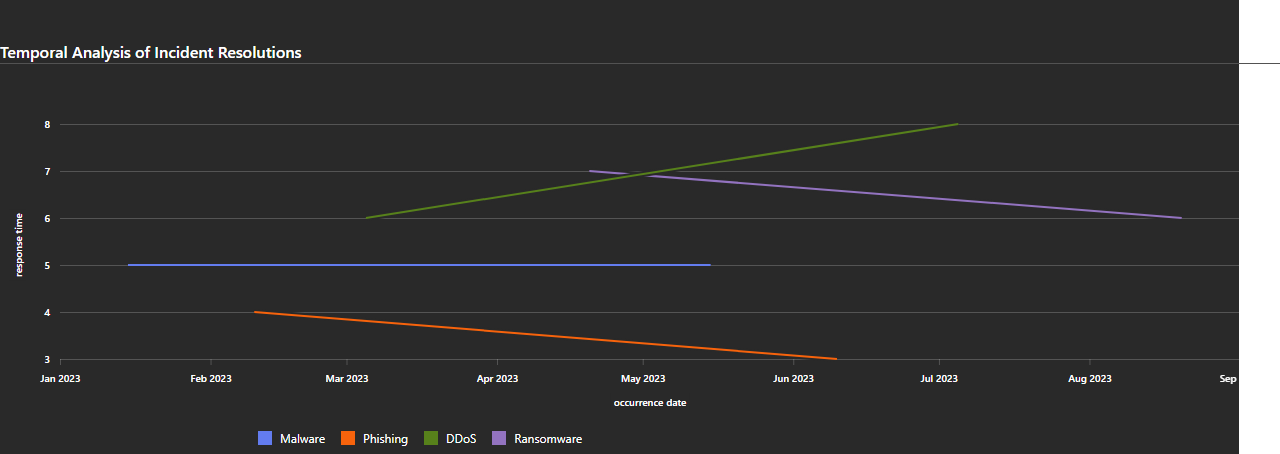 Temporal Analysis of Incident Resolutions
8
7
6
5
4
3
response time
Jan 2023 Feb 2023 Mar 2023 Apr 2023 May 2023 Jun 2023 Jul 2023 Aug 2023 Sep
occurrence date
Malware Phishing DDoS Ransomware